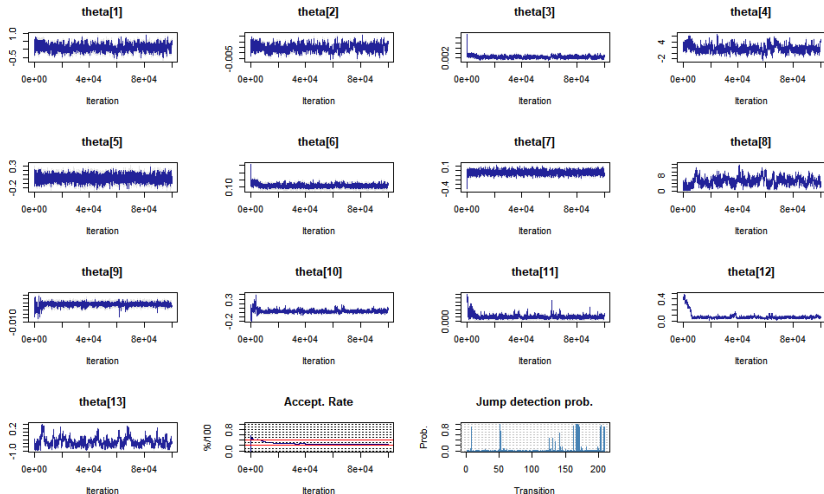 theta[1] theta[2] theta[3] theta[4]
-0.5 1.0
-0.005
0.002
-2 4
0e+00 4e+04 8e+04 0e+00 4e+04 8e+04 0e+00 4e+04 8e+04 0e+00 4e+04 8e+04
Iteration Iteration Iteration Iteration
theta[5] theta[6] theta[7] theta[8]
-0.2 0.3
0.10
-0.4 0.1
0 8
0e+00 4e+04 8e+04 0e+00 4e+04 8e+04 0e+00 4e+04 8e+04 0e+00 4e+04 8e+04
Iteration Iteration Iteration Iteration
theta[9] theta[10] theta[11] theta[12]
-0.010
-0.2 0.3
0.000
0.0 0.4
0e+00 4e+04 8e+04 0e+00 4e+04 8e+04 0e+00 4e+04 8e+04 0e+00 4e+04 8e+04
Iteration Iteration Iteration Iteration
theta[13] Accept. Rate Jump detection prob.
-1.0 0.2
%/100
0.0 0.8
Prob.
0.0 0.8
0e+00 4e+04 8e+04 0e+00 4e+04 8e+04 0 50 100 150 200
Iteration Iteration Transition